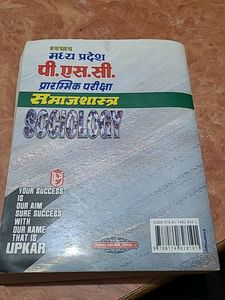 उपकार
मध्य प्रदेश
पी.एस.सी.
प्रारम्भिक परीक्षा
समाजशास्त्र
SOCIOLOGY
YOUR SUCCESS
IS
OUR AIM
SURE SUCCESS
WITH
OUR NAME
THAT IS
UPKAR